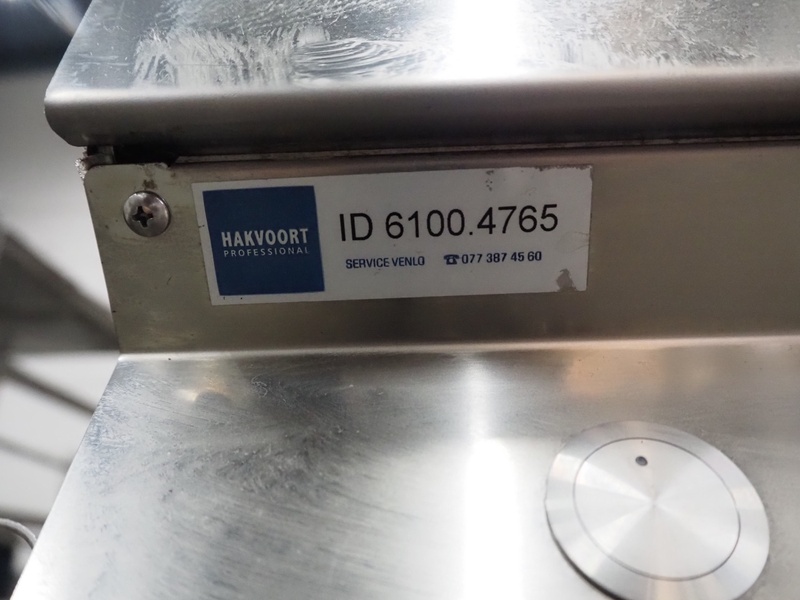 HAKVOORT
PROFESSIONAL
ID 6100.4765
SERVICE VENLO ☎ 077 387 45 60